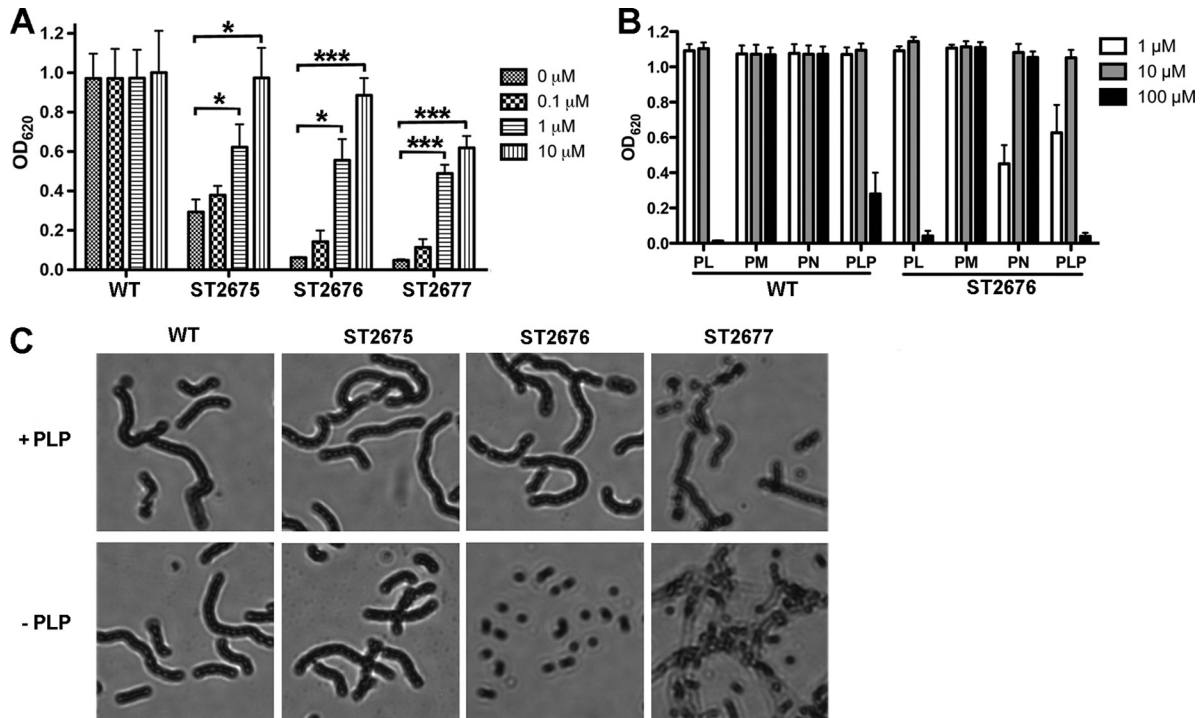 A
OD620
1.2
1.0
0.8
0.6
0.4
0.2
0.0
*
*
***
*
***
***
WT
ST2675
ST2676
ST2677
0 µM
0.1 µM
1 µM
10 µM
B
OD620
1.2
1.0
0.8
0.6
0.4
0.2
0.0
PL PM PN PLP PL PM PN PLP
WT ST2676
1 µM
10 µM
100 µM
C
WT ST2675 ST2676 ST2677
+ PLP
- PLP